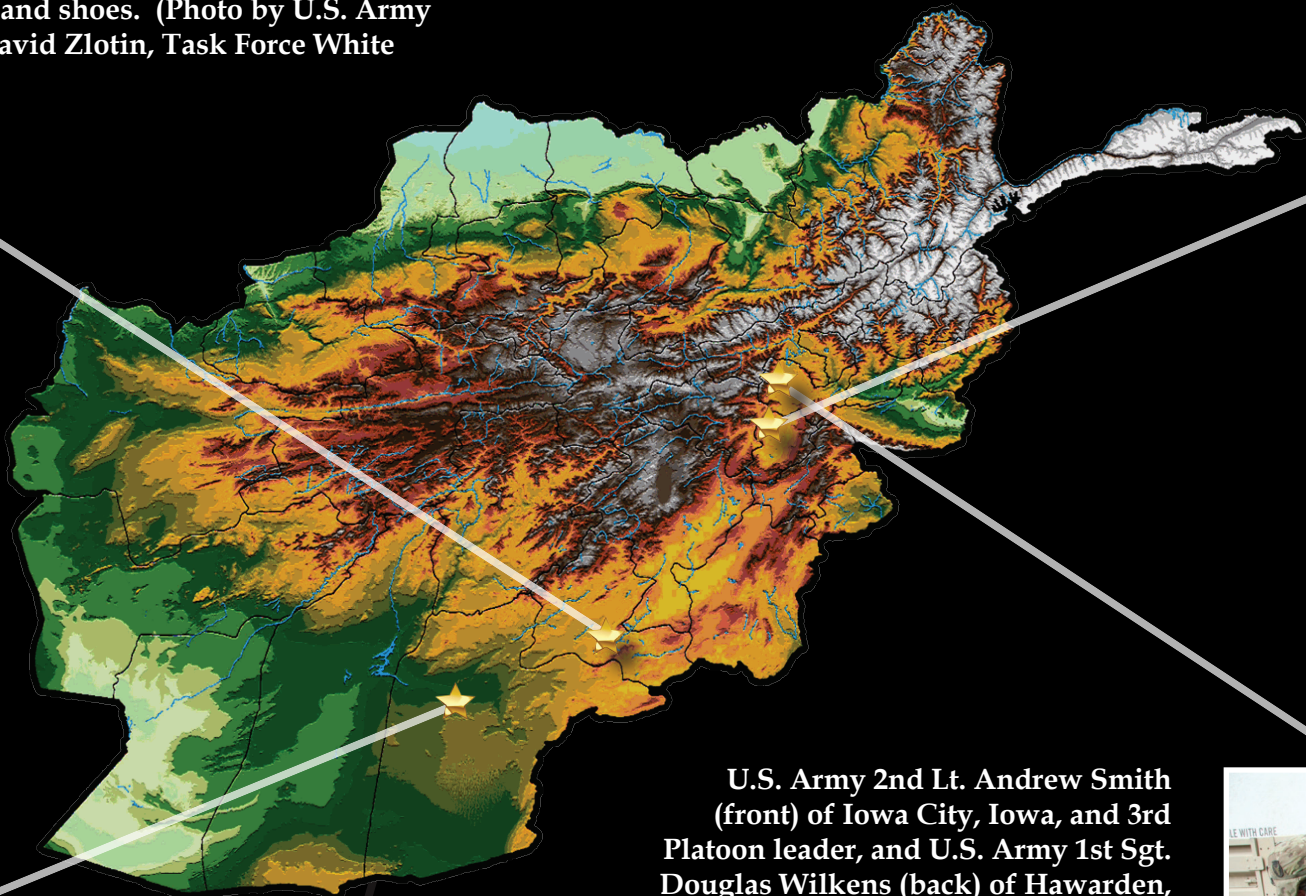 and shoes.  (Photo by U.S. Army
avid Zlotin, Task Force White
U.S. Army 2nd Lt. Andrew Smith
(front) of Iowa City, Iowa, and 3rd
Platoon leader, and U.S. Army 1st Sgt.
Douglas Wilkens (back) of Hawarden,
LE WITH CARE